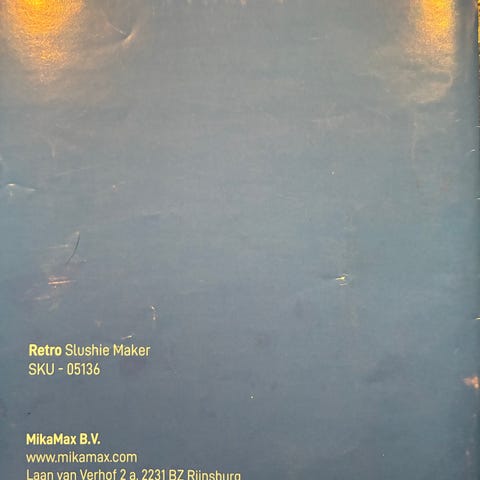 Retro Slushie Maker
SKU - 05136
MikaMax B.V.
www.mikamax.com
Laan van Verhof 2 a, 2231 BZ Rijnsburg